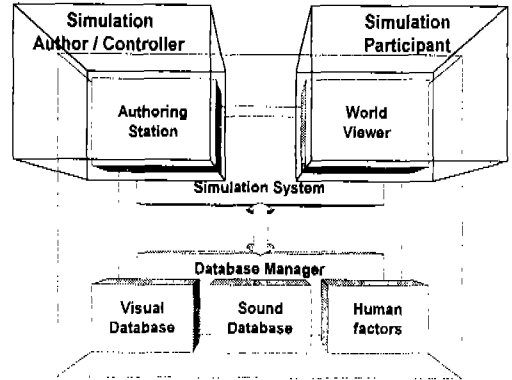 Simulation
Author / Controller
Simulation
Participant
Authoring
Station
World
Viewer
Simulation System
Database Manager
Visual
Database
Sound
Database
Human
factors